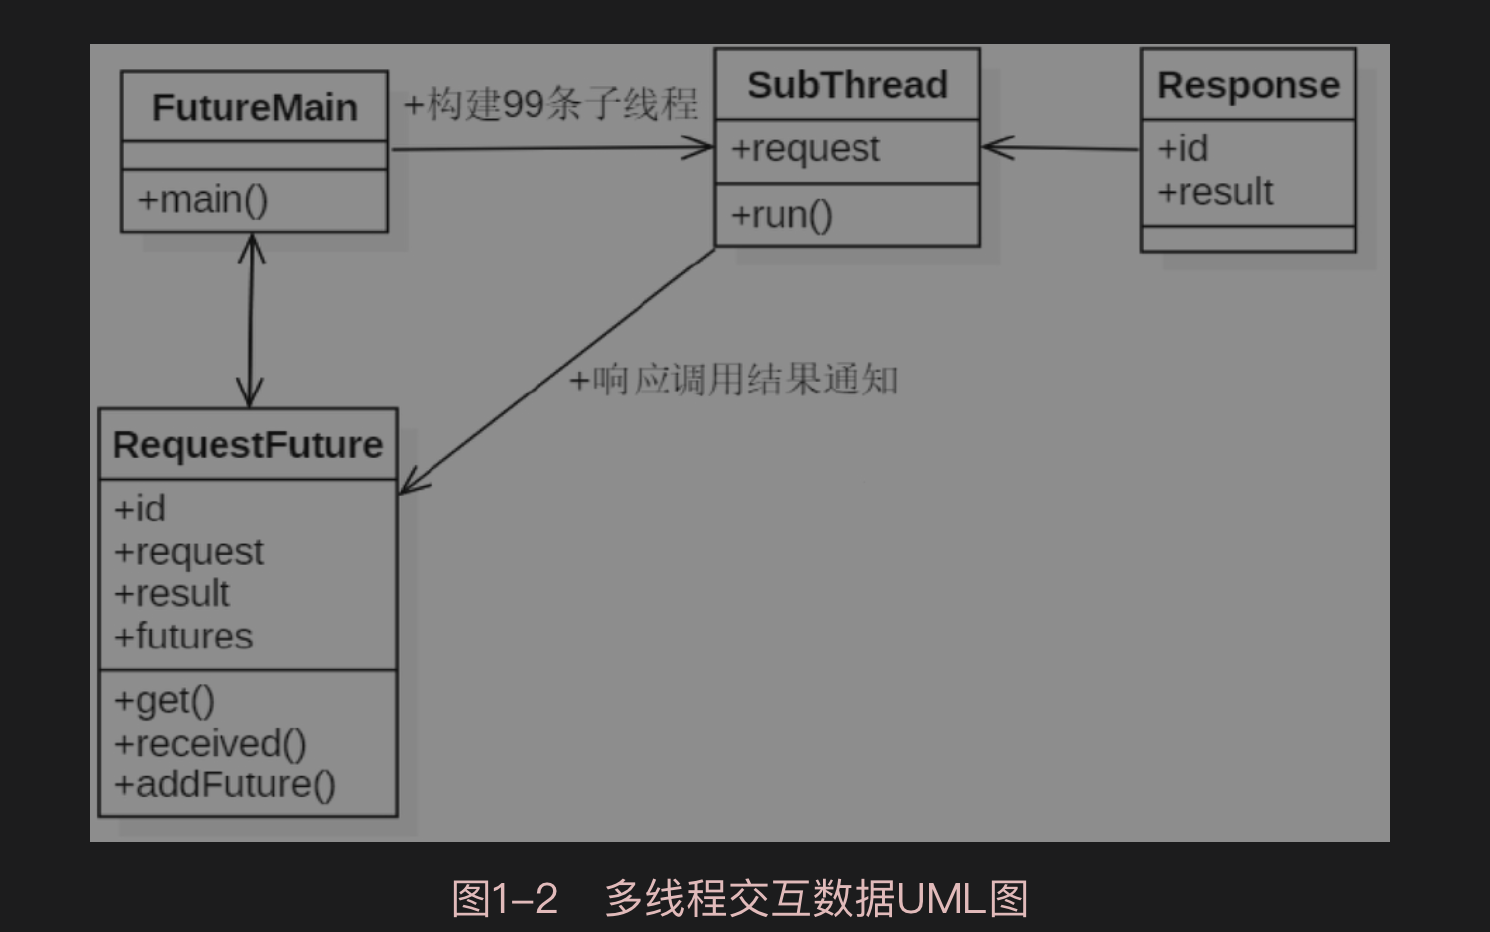 FutureMain
+main()
+构建99条子线程
SubThread
+request
+run()
Response
+id
+result
+响应调用结果通知
RequestFuture
+id
+request
+result
+futures
+get()
+received()
+addFuture()
图1-2 多线程交互数据UML图